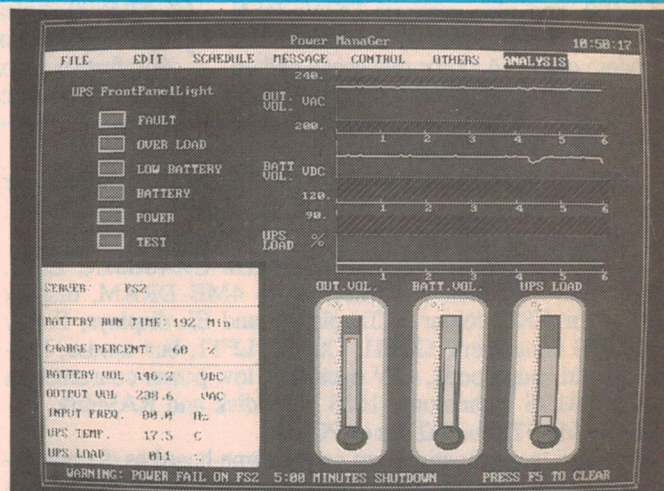 Power ManaGer
10:50:17
FILE EDIT SCHEDULE MESSAGE CONTROL OTHERS ANALYSIS
UPS FrontPanelLight
FAULT
OVER LOAD
LOW BATTERY
BATTERY
POWER
TEST
240.
OUT. VOL. VAC
200.
1 2 3 4 5 6
BATT VOL. VDC
120.
1 2 3 4 5 6
90.
UPS LOAD %
1 2 3 4 5 6
SERVER: FS2
BATTERY RUN TIME: 192 Min
CHARGE PERCENT: 60 %
BATTERY VOL 146.2 VDC
OUTPUT VOL 238.6 VAC
INPUT FREQ. 00.0 Hz
UPS TEMP. 17.5 C
UPS LOAD 011 %
OUT.VOL. BATT.VOL. UPS LOAD
WARNING: POWER FAIL ON FS2 5:00 MINUTES SHUTDOWN PRESS F5 TO CLEAR